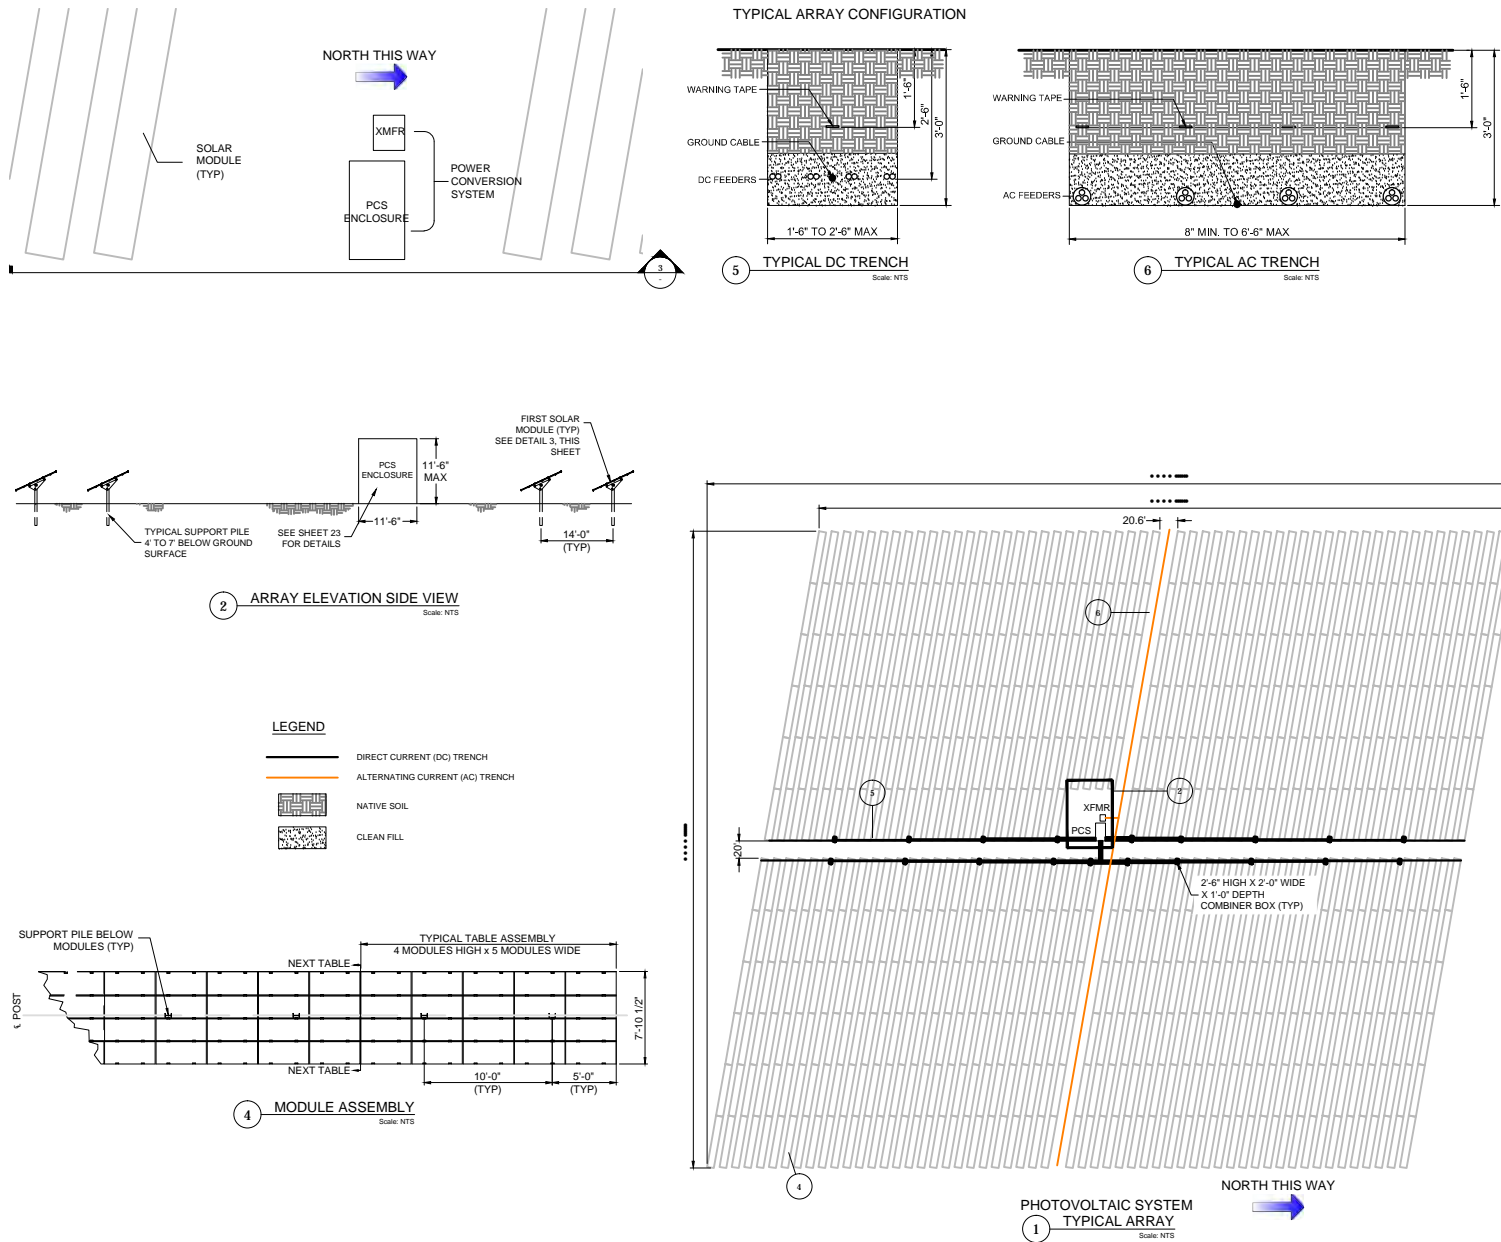 TYPICAL ARRAY CONFIGURATION
NORTH THIS WAY
XMFR
SOLAR
MODULE
(TYP)
POWER
CONVERSION
SYSTEM
PCS
ENCLOSURE
3
-
WARNING TAPE
GROUND CABLE
DC FEEDERS
1'-6"
2'-6"
3'-0"
1'-6" TO 2'-6" MAX
5
TYPICAL DC TRENCH
Scale: NTS
WARNING TAPE
GROUND CABLE
AC FEEDERS
1'-6"
3'-0"
8" MIN. TO 6'-6" MAX
6
TYPICAL AC TRENCH
Scale: NTS
FIRST SOLAR
MODULE (TYP)
SEE DETAIL 3, THIS
SHEET
PCS
ENCLOSURE
11'-6"
MAX
11'-6"
TYPICAL SUPPORT PILE
4' TO 7' BELOW GROUND
SURFACE
SEE SHEET 23
FOR DETAILS
14'-0"
(TYP)
2
ARRAY ELEVATION SIDE VIEW
Scale: NTS
LEGEND
DIRECT CURRENT (DC) TRENCH
ALTERNATING CURRENT (AC) TRENCH
NATIVE SOIL
CLEAN FILL
SUPPORT PILE BELOW
MODULES (TYP)
TYPICAL TABLE ASSEMBLY
4 MODULES HIGH x 5 MODULES WIDE
NEXT TABLE
℄ POST
7'-10 1/2"
NEXT TABLE
10'-0"
(TYP)
5'-0"
(TYP)
4
MODULE ASSEMBLY
Scale: NTS
20.6'
6
5
2
XFMR
PCS
20'
2'-6" HIGH X 2'-0" WIDE
X 1'-0" DEPTH
COMBINER BOX (TYP)
4
NORTH THIS WAY
PHOTOVOLTAIC SYSTEM
1
TYPICAL ARRAY
Scale: NTS